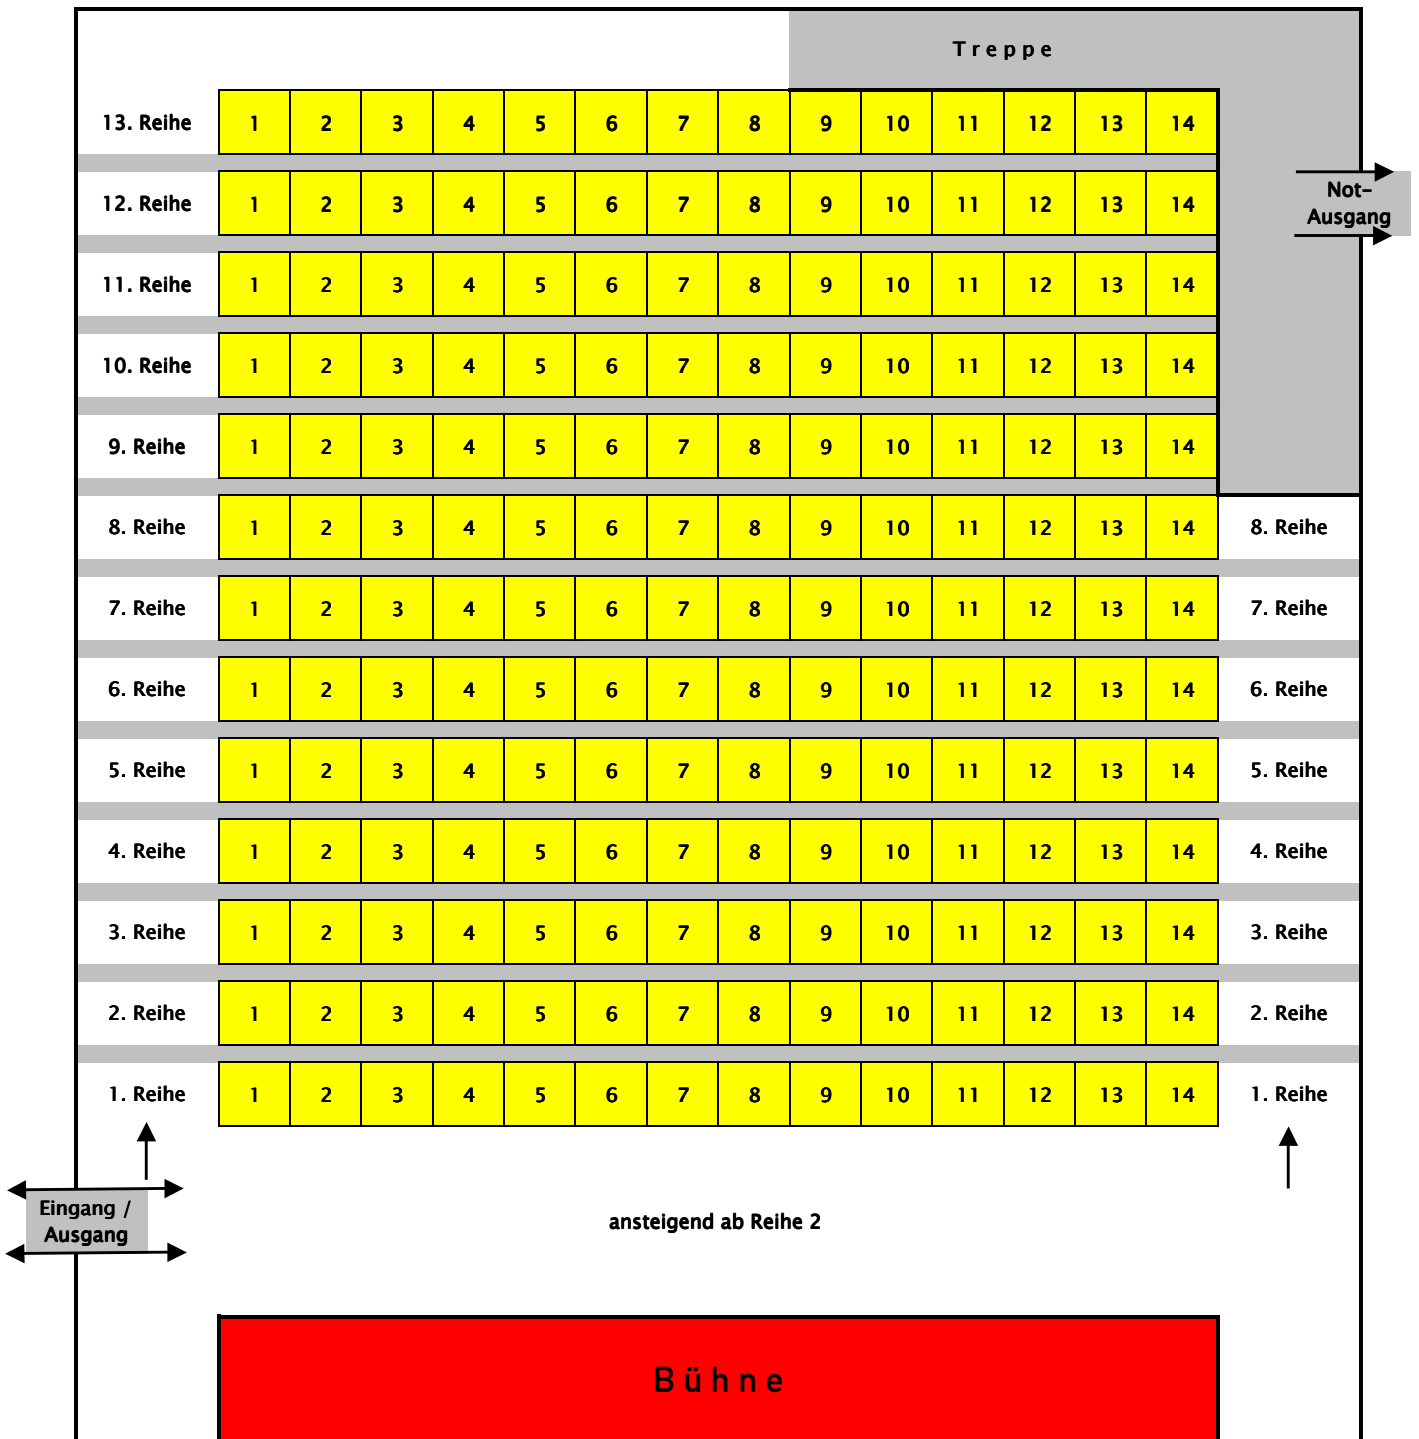 Treppe
13. Reihe 1 2 3 4 5 6 7 8 9 10 11 12 13 14
12. Reihe 1 2 3 4 5 6 7 8 9 10 11 12 13 14
Not-
Ausgang
11. Reihe 1 2 3 4 5 6 7 8 9 10 11 12 13 14
10. Reihe 1 2 3 4 5 6 7 8 9 10 11 12 13 14
9. Reihe 1 2 3 4 5 6 7 8 9 10 11 12 13 14
8. Reihe 1 2 3 4 5 6 7 8 9 10 11 12 13 14 8. Reihe
7. Reihe 1 2 3 4 5 6 7 8 9 10 11 12 13 14 7. Reihe
6. Reihe 1 2 3 4 5 6 7 8 9 10 11 12 13 14 6. Reihe
5. Reihe 1 2 3 4 5 6 7 8 9 10 11 12 13 14 5. Reihe
4. Reihe 1 2 3 4 5 6 7 8 9 10 11 12 13 14 4. Reihe
3. Reihe 1 2 3 4 5 6 7 8 9 10 11 12 13 14 3. Reihe
2. Reihe 1 2 3 4 5 6 7 8 9 10 11 12 13 14 2. Reihe
1. Reihe 1 2 3 4 5 6 7 8 9 10 11 12 13 14 1. Reihe
Eingang /
Ausgang
ansteigend ab Reihe 2
Bühne